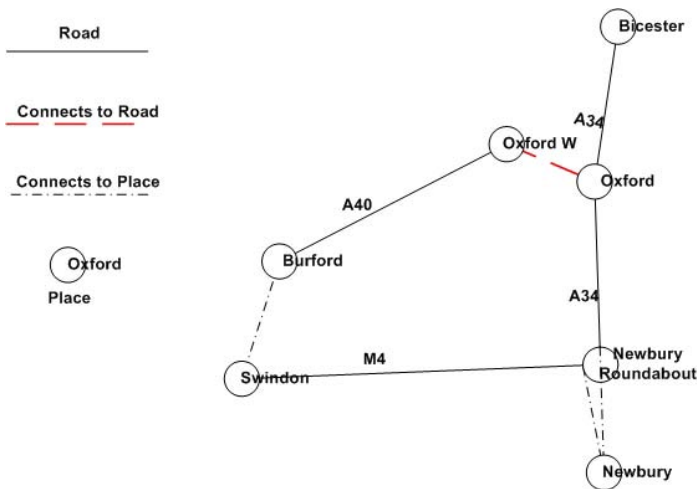 Road
Connects to Road
Connects to Place
Oxford
Place
Bicester
A34
Oxford W
Oxford
A40
Burford
A34
M4
Newbury
Roundabout
Swindon
Newbury